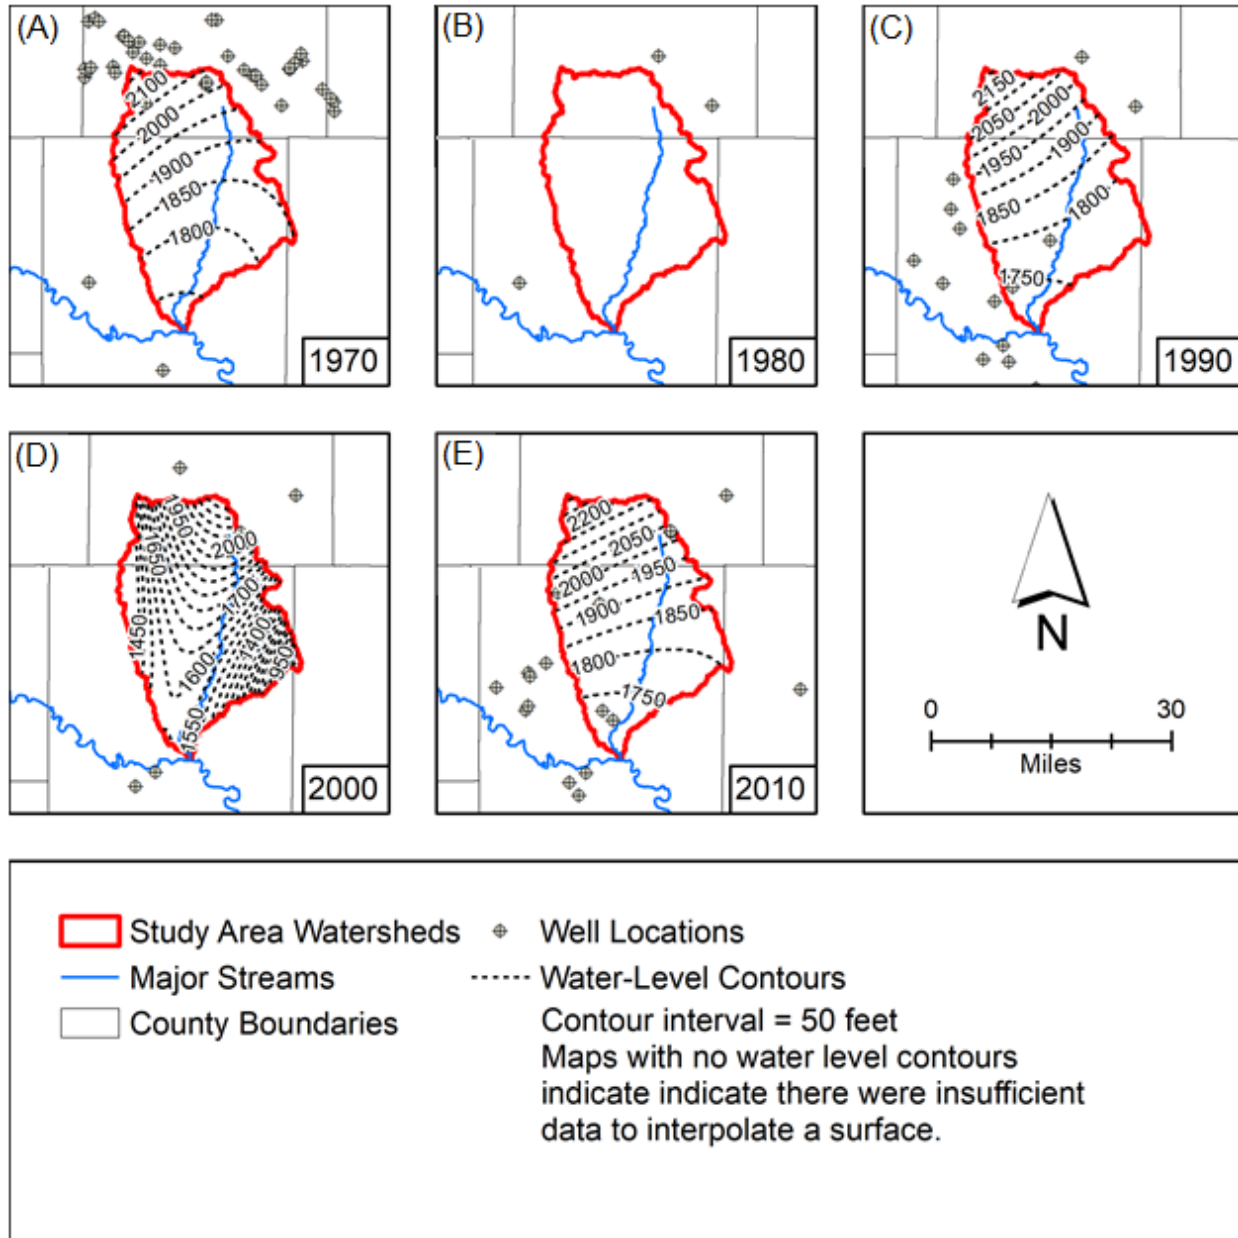 (A)
2100
2000
1900
1850
1800
1970
(B)
1980
(C)
2150
2050
2000
1950
1900
1850
1800
1750
1990
(D)
1950
1650
2000
1700
1450
1400
1600
950
1550
2000
(E)
2200
2050
2000
1950
1900
1850
1800
1750
2010
N
0 30
Miles
Study Area Watersheds
Major Streams
County Boundaries
Well Locations
Water-Level Contours
Contour interval = 50 feet
Maps with no water level contours
indicate indicate there were insufficient
data to interpolate a surface.